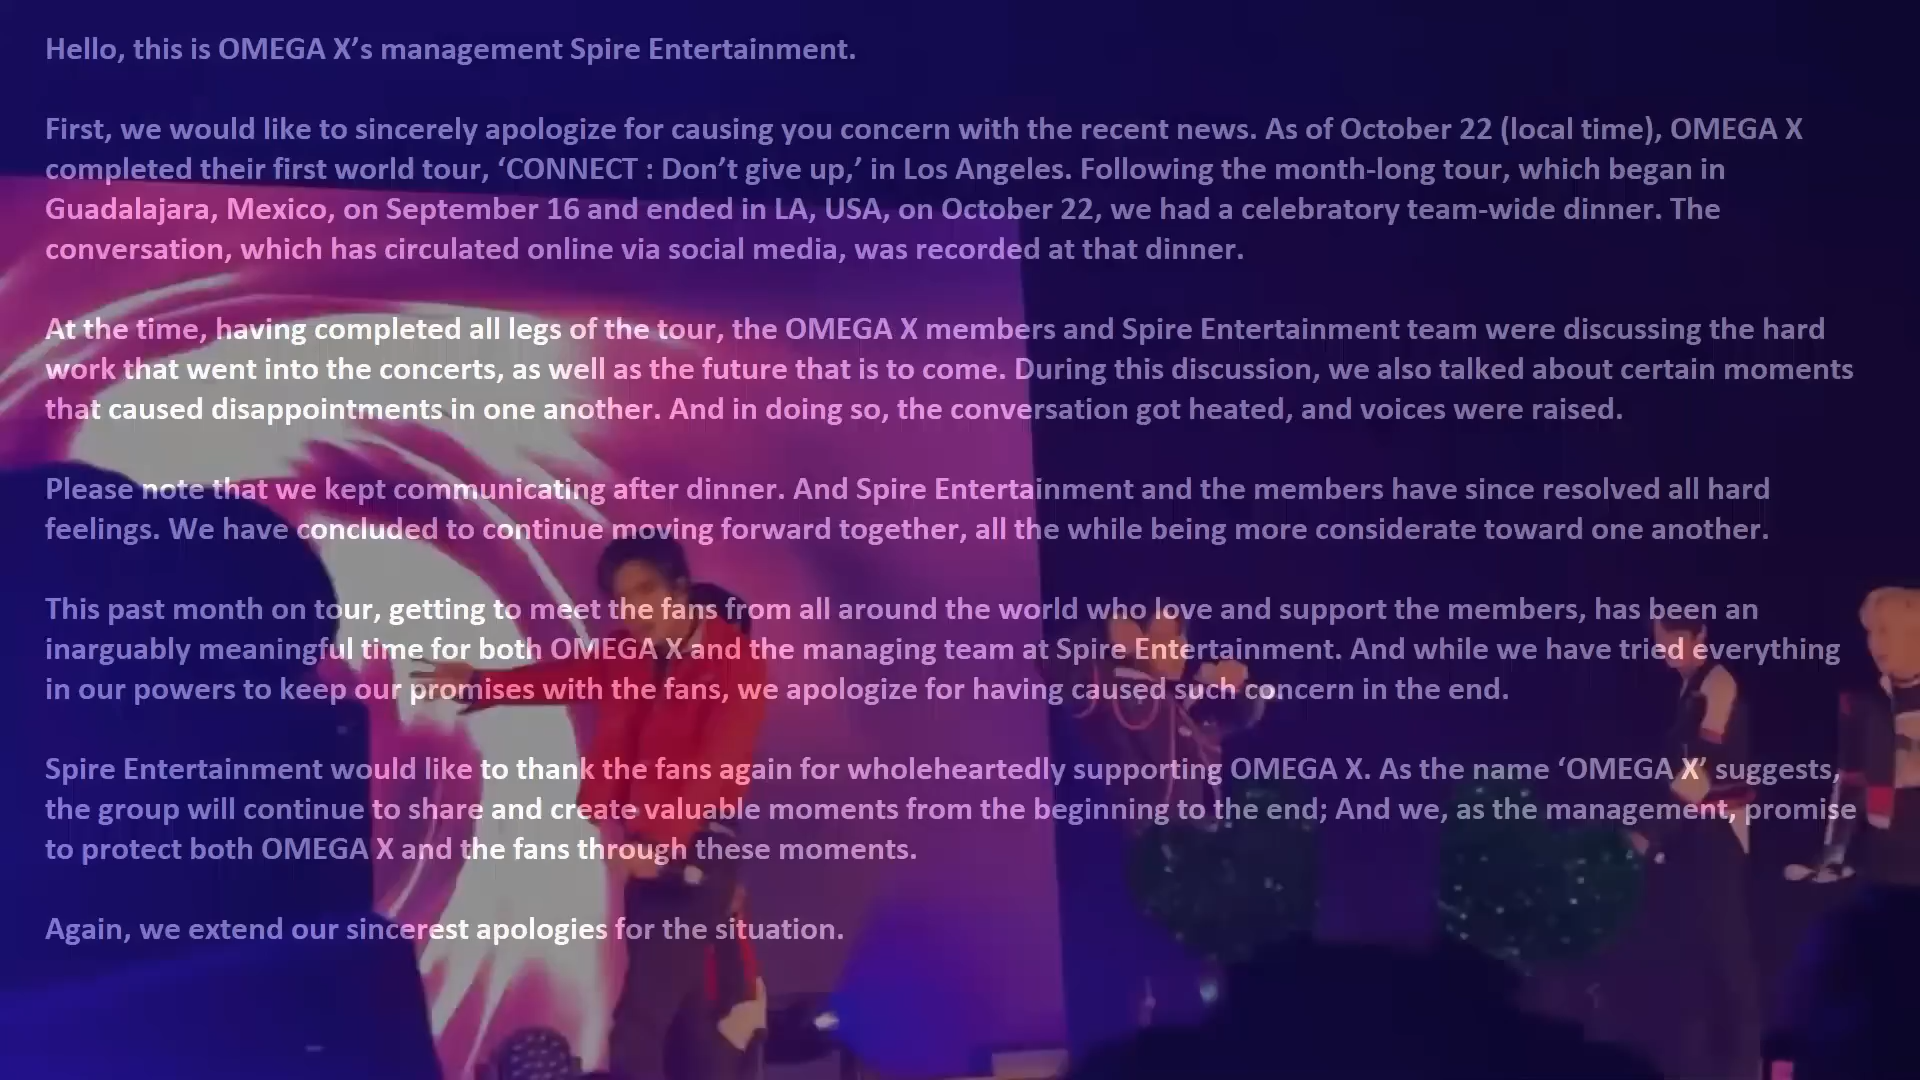 Hello, this is OMEGA X’s management Spire Entertainment.
First, we would like to sincerely apologize for causing you concern with the recent news. As of October 22 (local time), OMEGA X
completed their first world tour, ‘CONNECT : Don’t give up,’ in Los Angeles. Following the month-long tour, which began in
Guadalajara, Mexico, on September 16 and ended in LA, USA, on October 22, we had a celebratory team-wide dinner. The
conversation, which has circulated online via social media, was recorded at that dinner.
At the time, having completed all legs of the tour, the OMEGA X members and Spire Entertainment team were discussing the hard
work that went into the concerts, as well as the future that is to come. During this discussion, we also talked about certain moments
that caused disappointments in one another. And in doing so, the conversation got heated, and voices were raised.
Please note that we kept communicating after dinner. And Spire Entertainment and the members have since resolved all hard
feelings. We have concluded to continue moving forward together, all the while being more considerate toward one another.
This past month on tour, getting to meet the fans from all around the world who love and support the members, has been an
inarguably meaningful time for both OMEGA X and the managing team at Spire Entertainment. And while we have tried everything
in our powers to keep our promises with the fans, we apologize for having caused such concern in the end.
Spire Entertainment would like to thank the fans again for wholeheartedly supporting OMEGA X. As the name ‘OMEGA X’ suggests,
the group will continue to share and create valuable moments from the beginning to the end; And we, as the management, promise
to protect both OMEGA X and the fans through these moments.
Again, we extend our sincerest apologies for the situation.